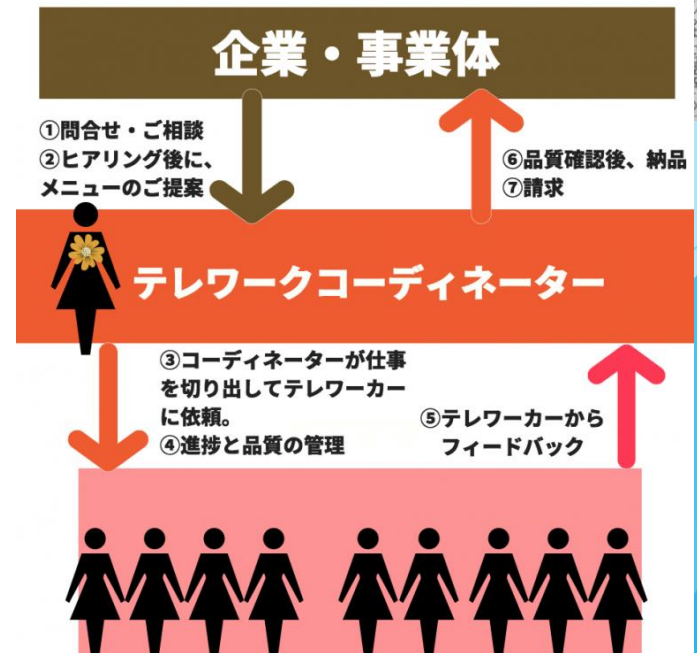 企業・事業体
①問合せ・ご相談
②ヒアリング後に、
メニューのご提案
⑥品質確認後、納品
⑦請求
テレワークコーディネーター
③コーディネーターが仕事
を切り出してテレワーカー
に依頼。
④進捗と品質の管理
⑤テレワーカーから
フィードバック